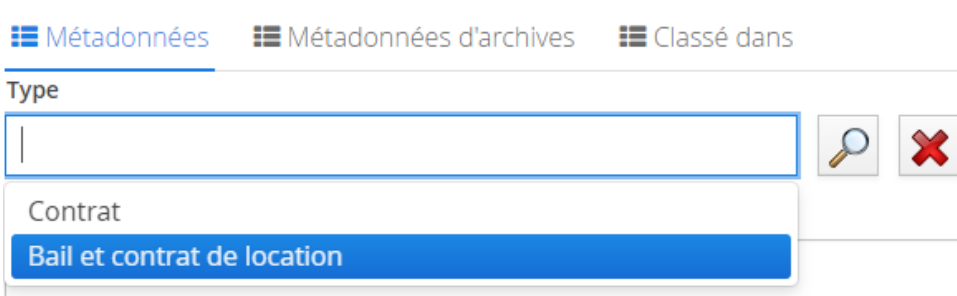 Métadonnées Métadonnées d'archives Classé dans
Type
Contrat
Bail et contrat de location